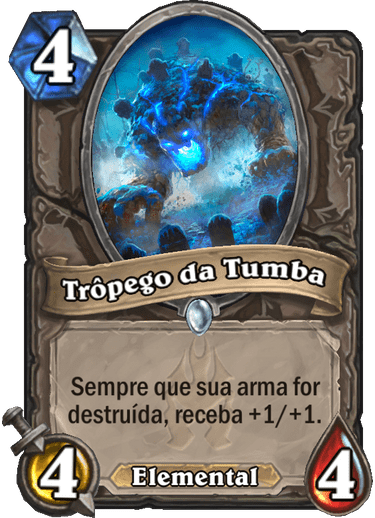 4
Trôpego da Tumba
Sempre que sua arma for
destruída, receba +1/+1.
4
Elemental
4